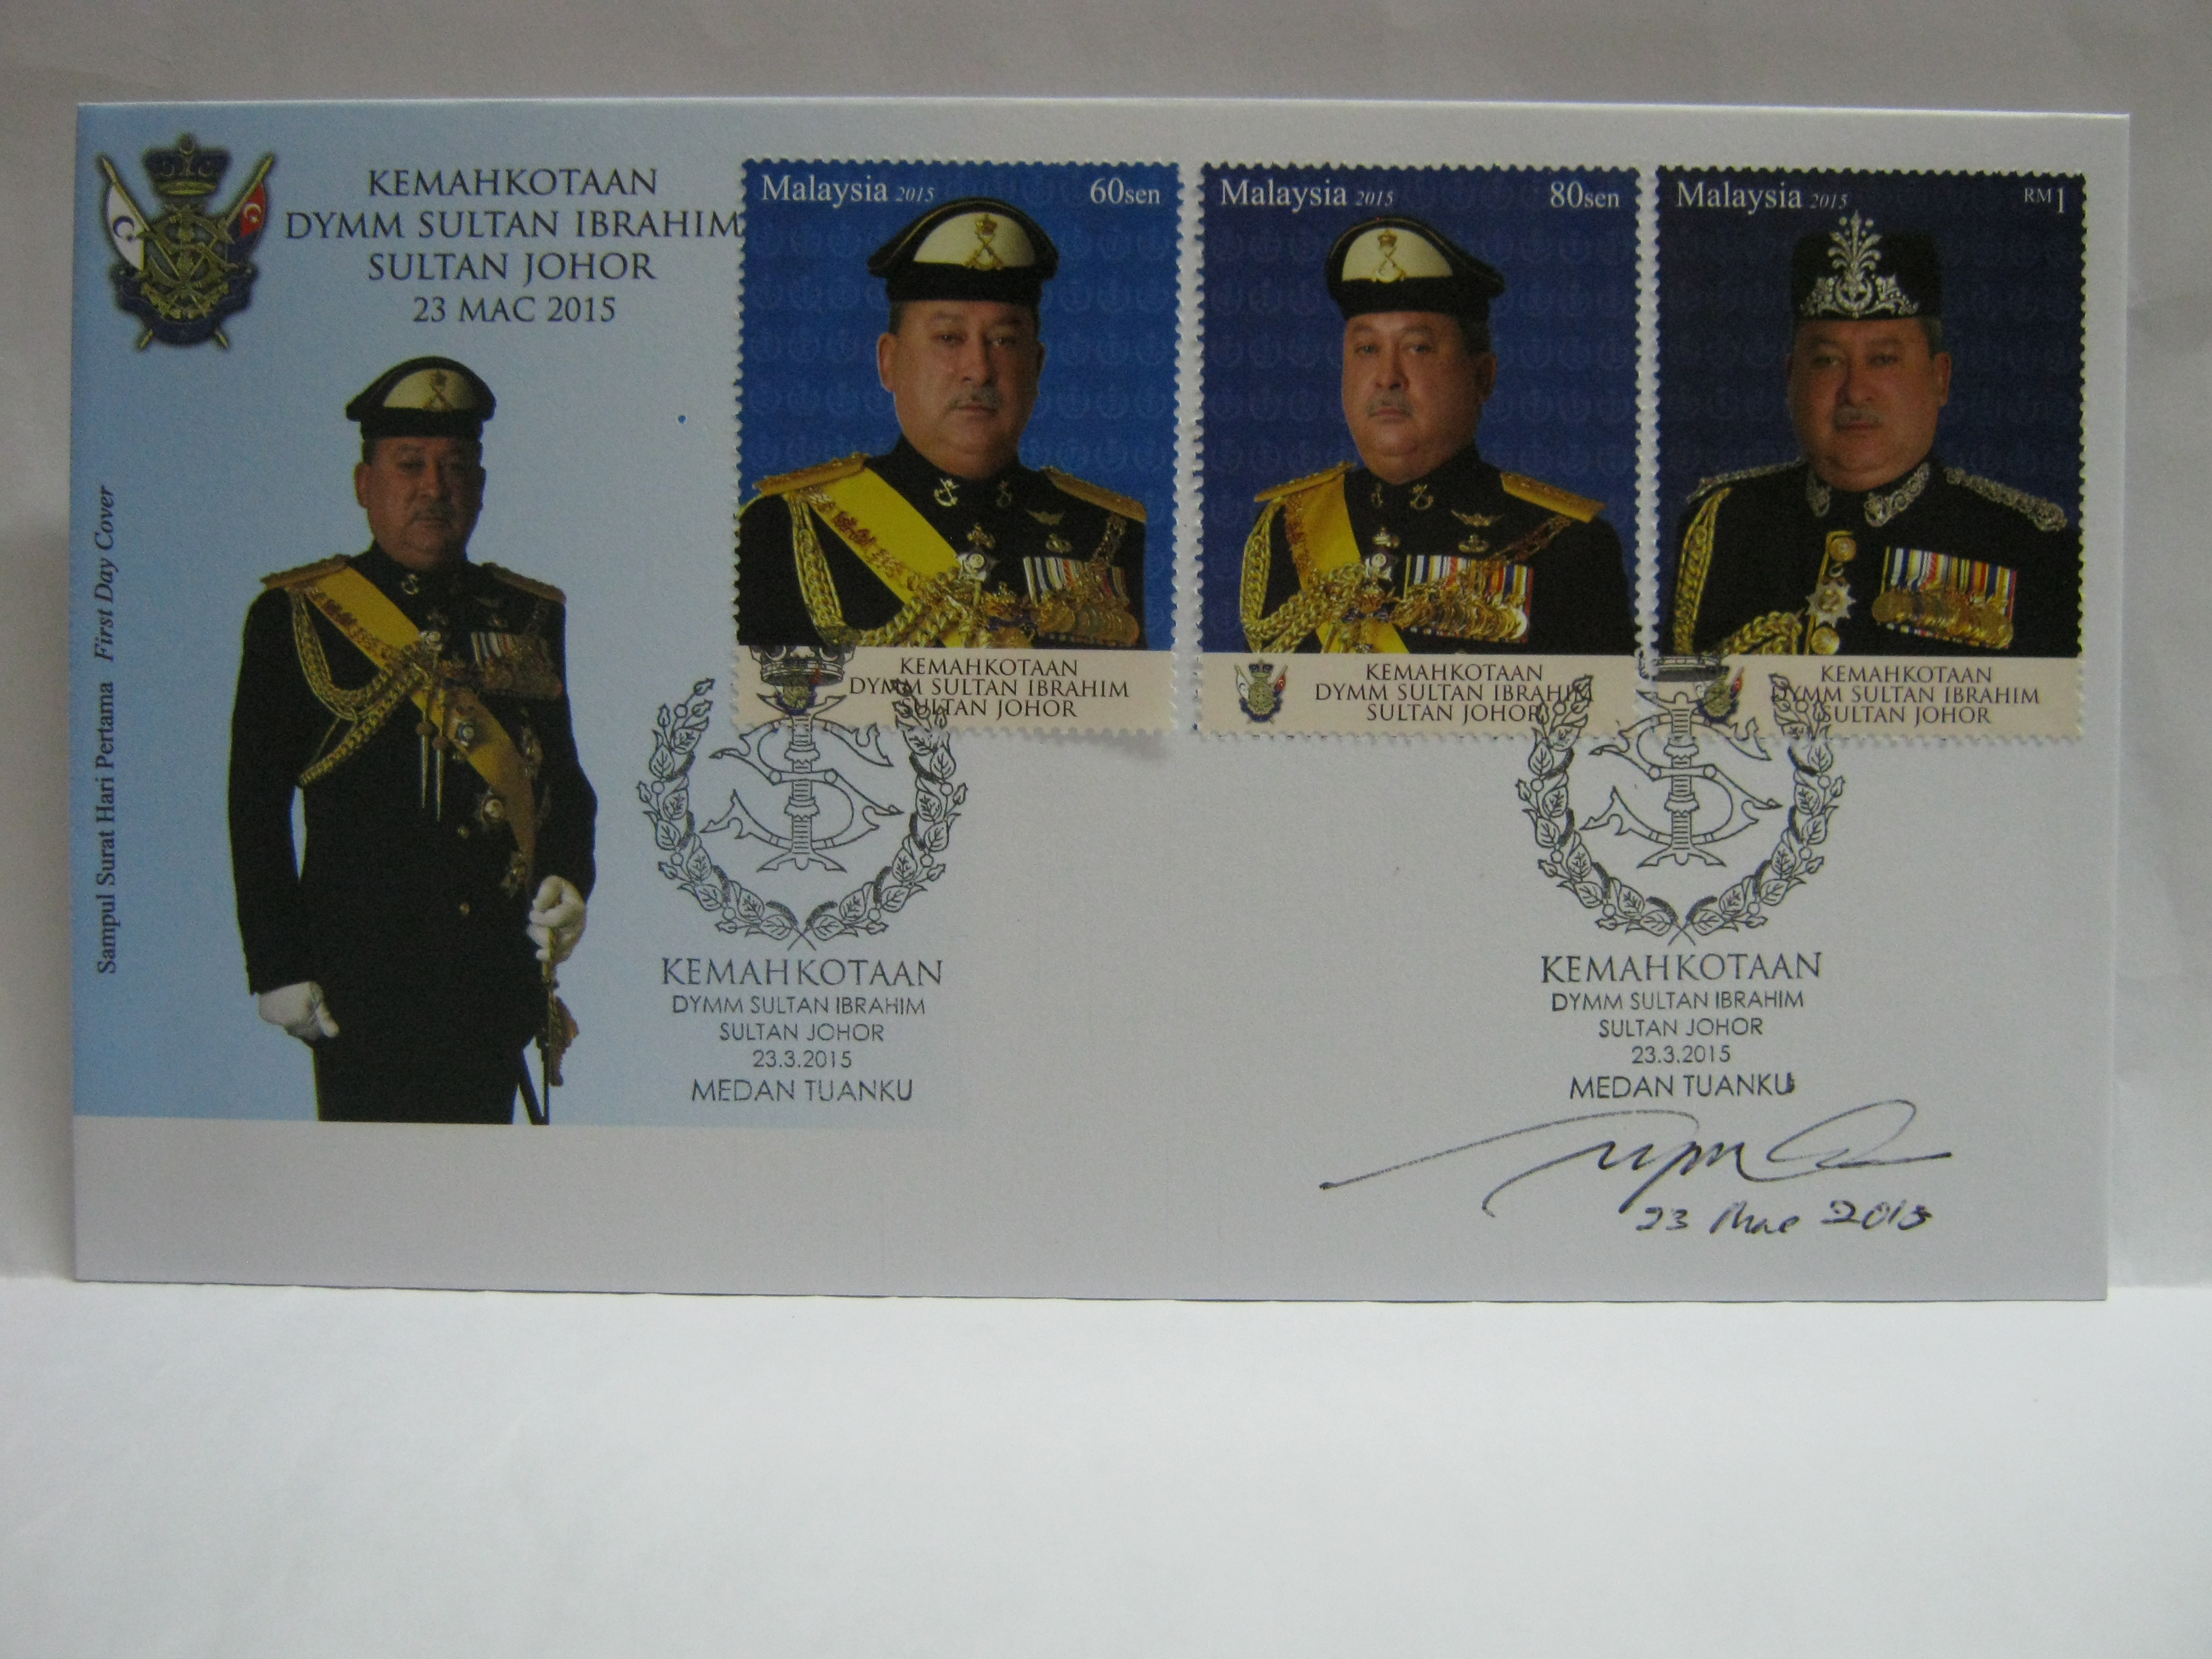 KEMAHKOTAAN
DYMM SULTAN IBRAHIM
SULTAN JOHOR
23 MAC 2015
Sampul Surat Hari Pertama First Day Cover
Malaysia 2015 60sen
KEMAHKOTAAN
DYMM SULTAN IBRAHIM
SULTAN JOHOR
Malaysia 2015 80sen
KEMAHKOTAAN
DYMM SULTAN IBRAHIM
SULTAN JOHOR
Malaysia 2015 RM1
KEMAHKOTAAN
DYMM SULTAN IBRAHIM
SULTAN JOHOR
KEMAHKOTAAN
DYMM SULTAN IBRAHIM
SULTAN JOHOR
23.3.2015
MEDAN TUANKU
KEMAHKOTAAN
DYMM SULTAN IBRAHIM
SULTAN JOHOR
23.3.2015
MEDAN TUANKU
23 Mac 2015